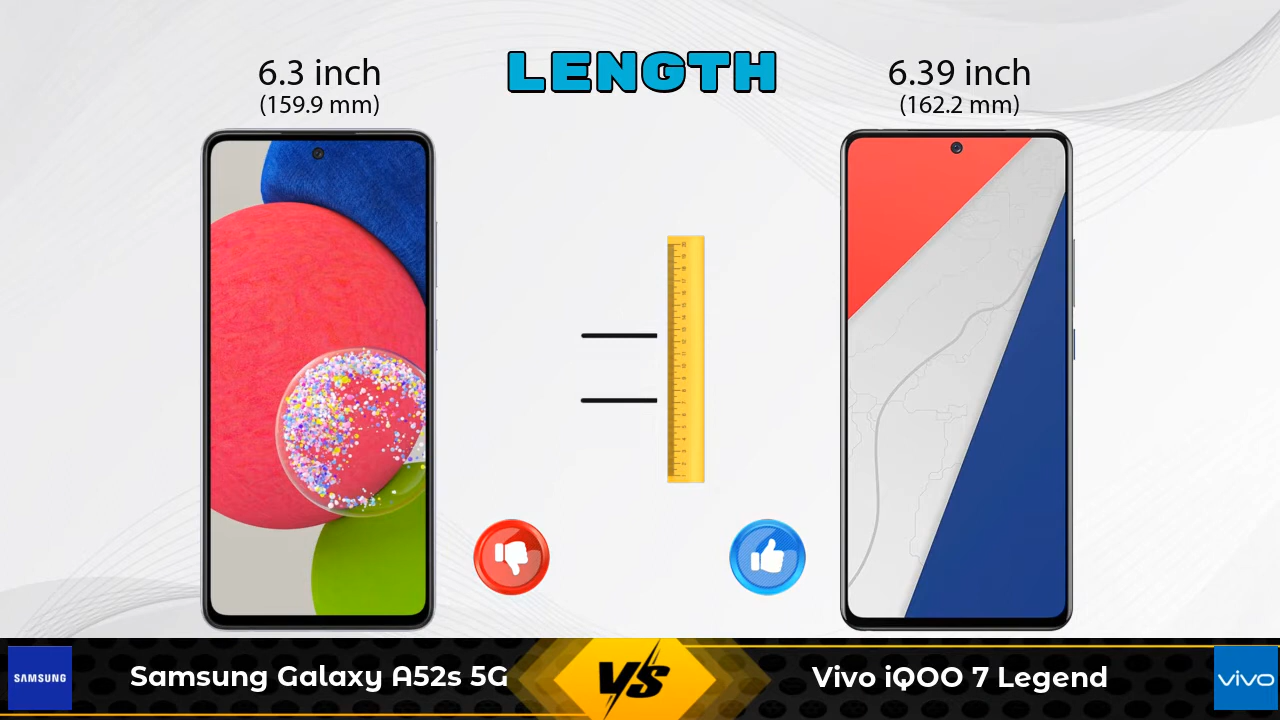 LENGTH
6.3 inch
(159.9 mm)
6.39 inch
(162.2 mm)
SAMSUNG
Samsung Galaxy A52s 5G
VS
Vivo iQOO 7 Legend
vivo